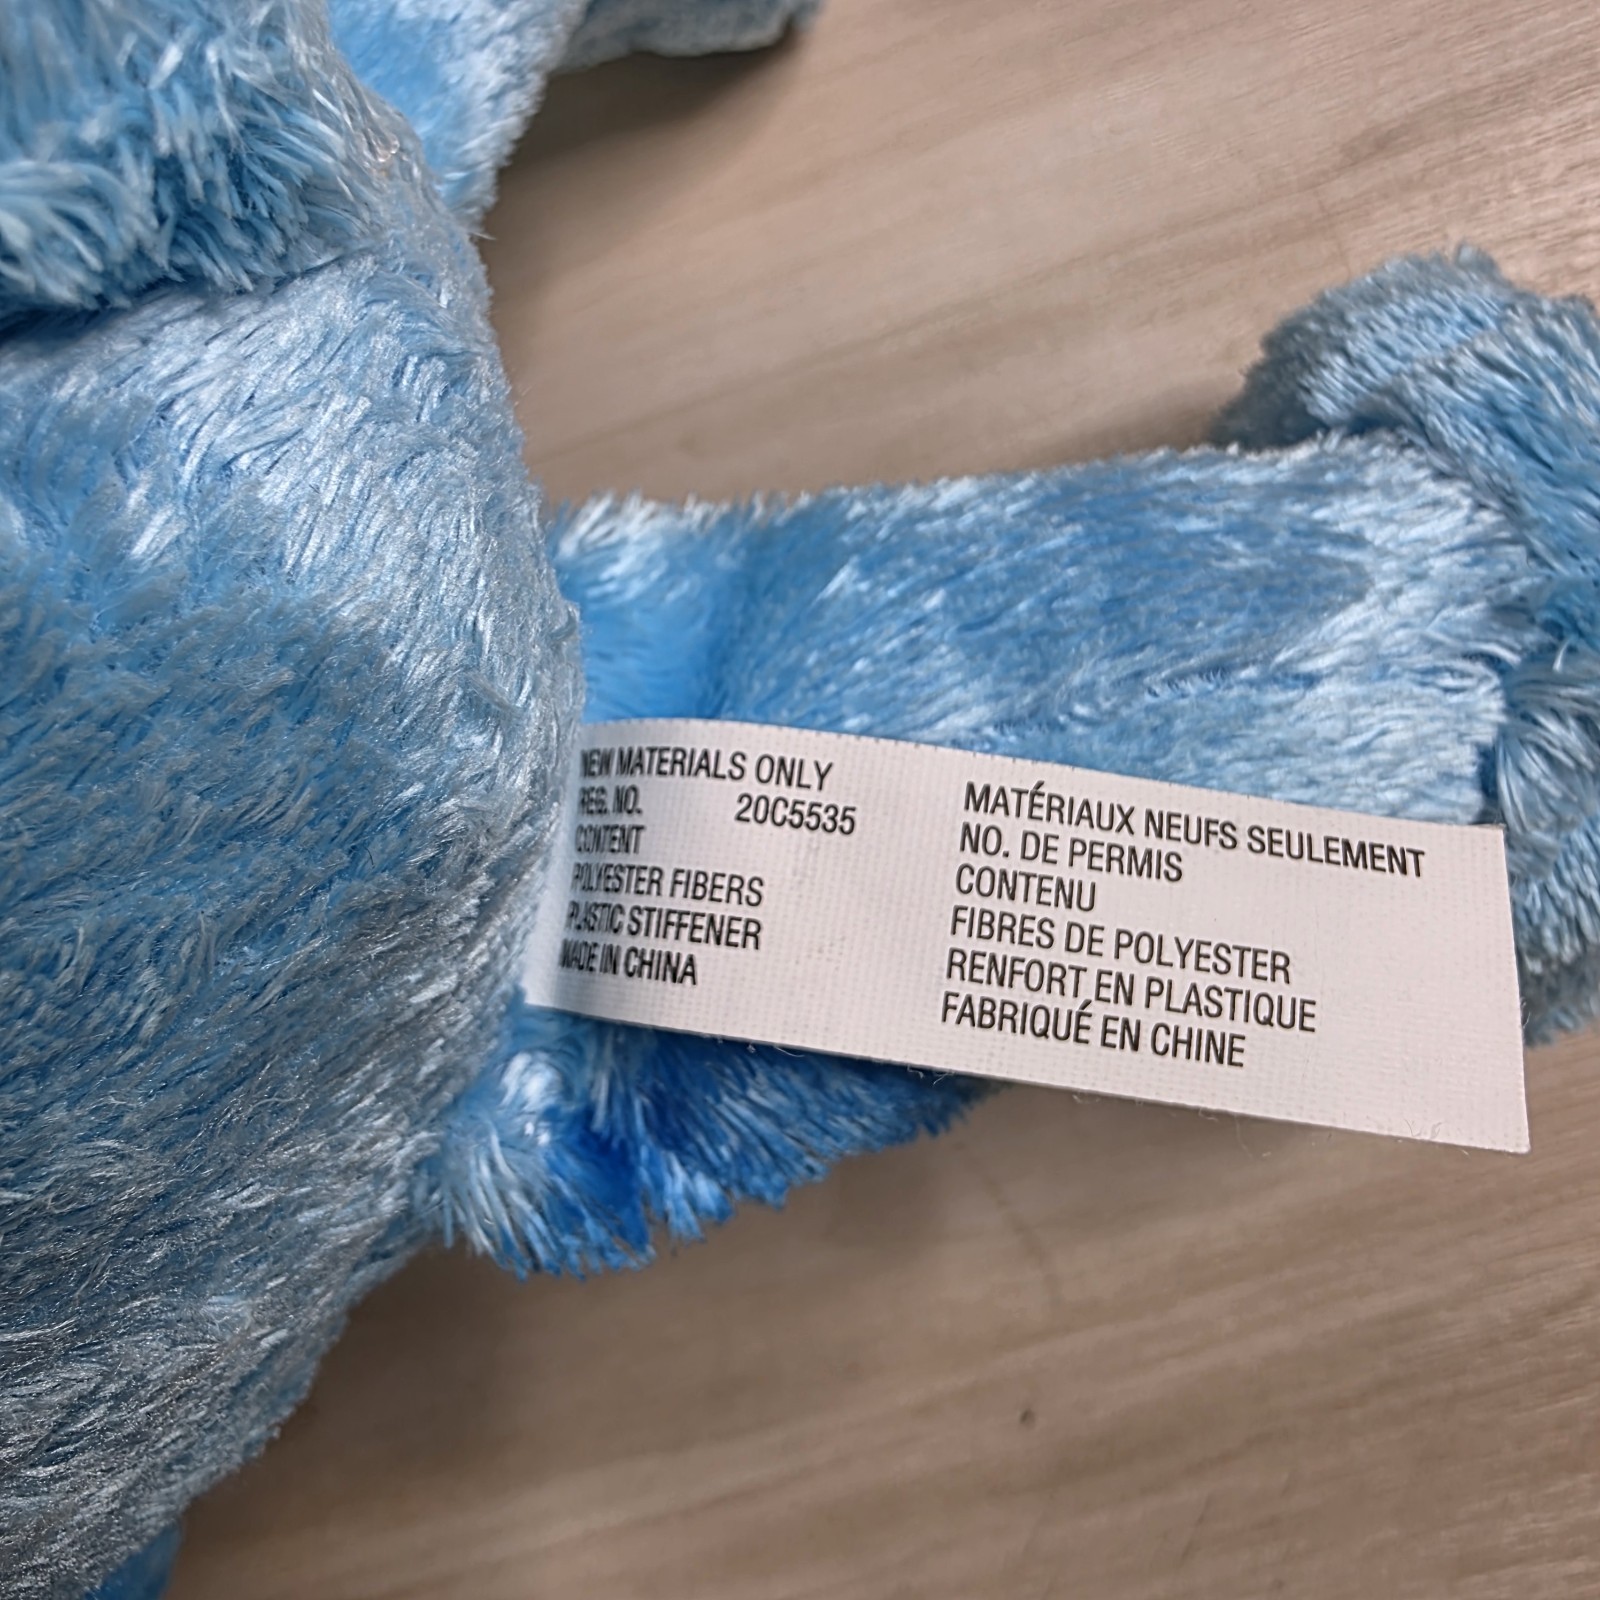 NEW MATERIALS ONLY
REG. NO. 20C5535
CONTENT
POLYESTER FIBERS
PLASTIC STIFFENER
MADE IN CHINA
MATÉRIAUX NEUFS SEULEMENT
NO. DE PERMIS
CONTENU
FIBRES DE POLYESTER
RENFORT EN PLASTIQUE
FABRIQUÉ EN CHINE